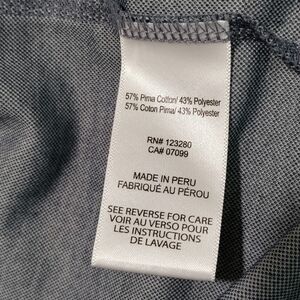 57% Pima Cotton/ 43% Polyester
57% Coton Pima/ 43% Polyester
RN# 123280
CA# 07099
MADE IN PERU
FABRIQUÉ AU PÉROU
SEE REVERSE FOR CARE
VOIR AU VERSO POUR
LES INSTRUCTIONS
DE LAVAGE